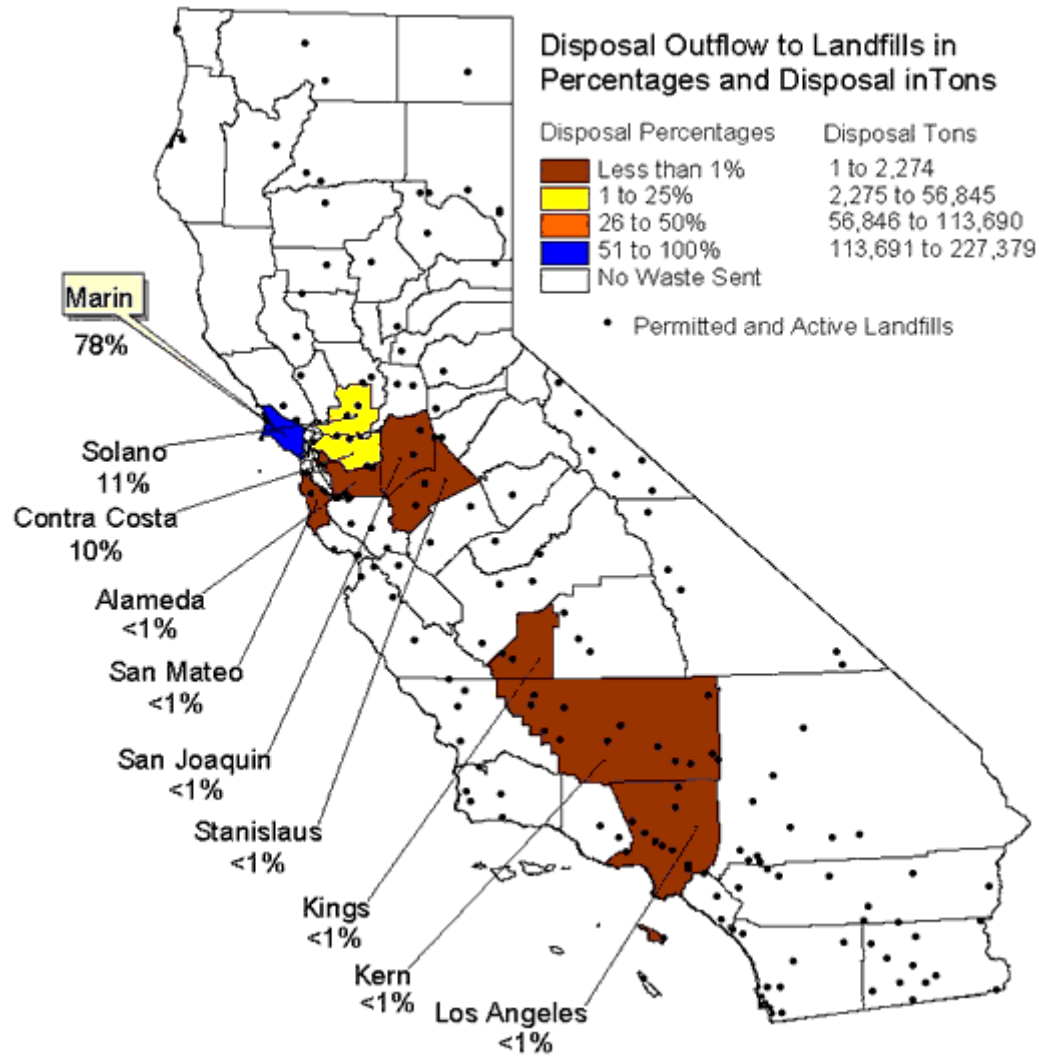 Disposal Outflow to Landfills in
Percentages and Disposal inTons
Disposal Percentages Disposal Tons
Less than 1% 1 to 2,274
1 to 25% 2,275 to 56,845
26 to 50% 56,846 to 113,690
51 to 100% 113,691 to 227,379
No Waste Sent
Permitted and Active Landfills
Marin
78%
Solano
11%
Contra Costa
10%
Alameda
<1%
San Mateo
<1%
San Joaquin
<1%
Stanislaus
<1%
Kings
<1%
Kern
<1%
Los Angeles
<1%